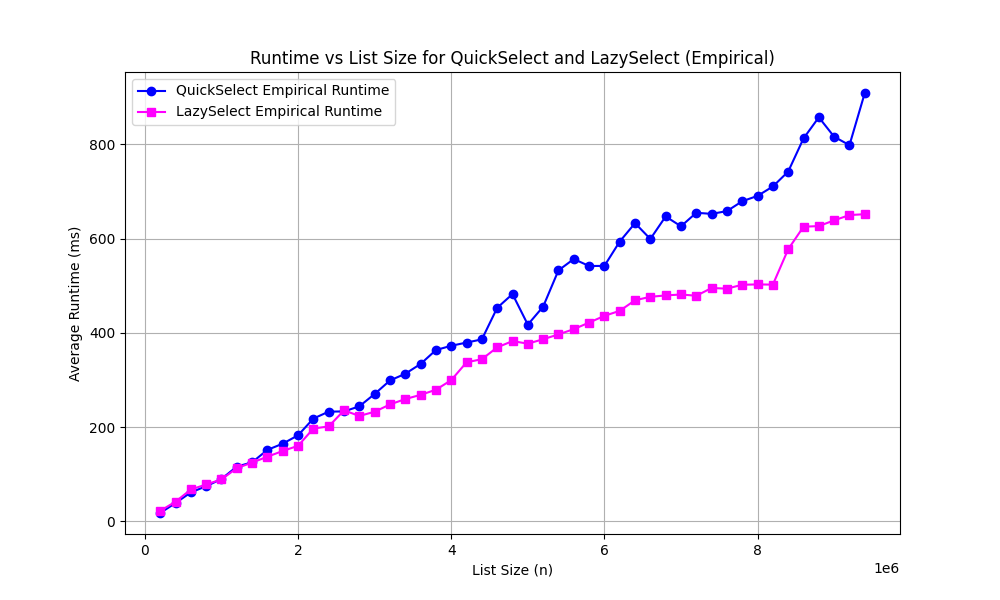 Runtime vs List Size for QuickSelect and LazySelect (Empirical)
QuickSelect Empirical Runtime
LazySelect Empirical Runtime
Average Runtime (ms)
800
600
400
200
0
0 2 4 6 8
1e6
List Size (n)